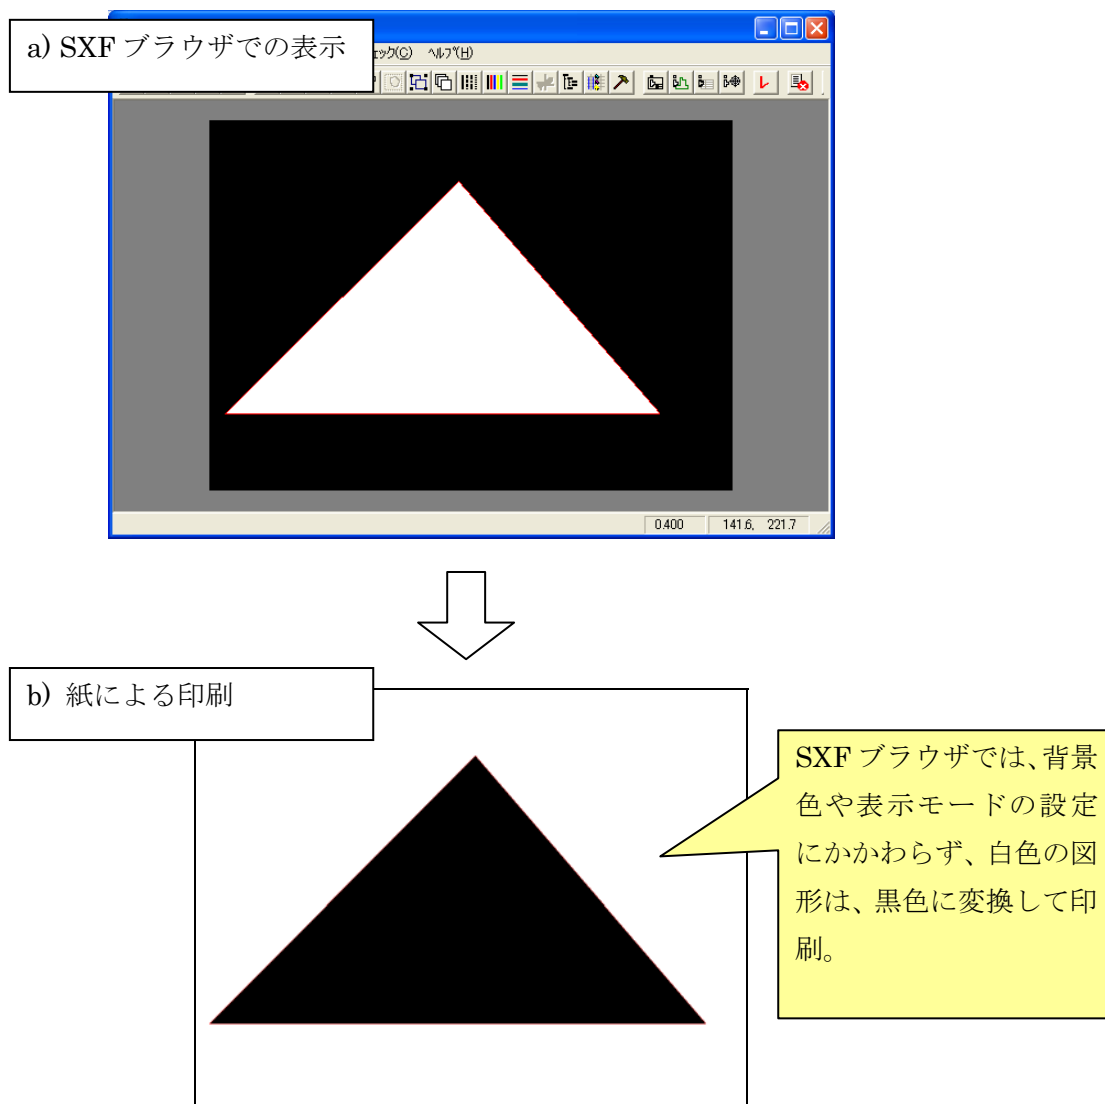 a) SXF ブラウザでの表示
ｪｯｸ(C) ﾍﾙﾌﾟ(H)
0.400 141.6, 221.7
b) 紙による印刷
SXF ブラウザでは、背景
色や表示モードの設定
にかかわらず、白色の図
形は、黒色に変換して印
刷。